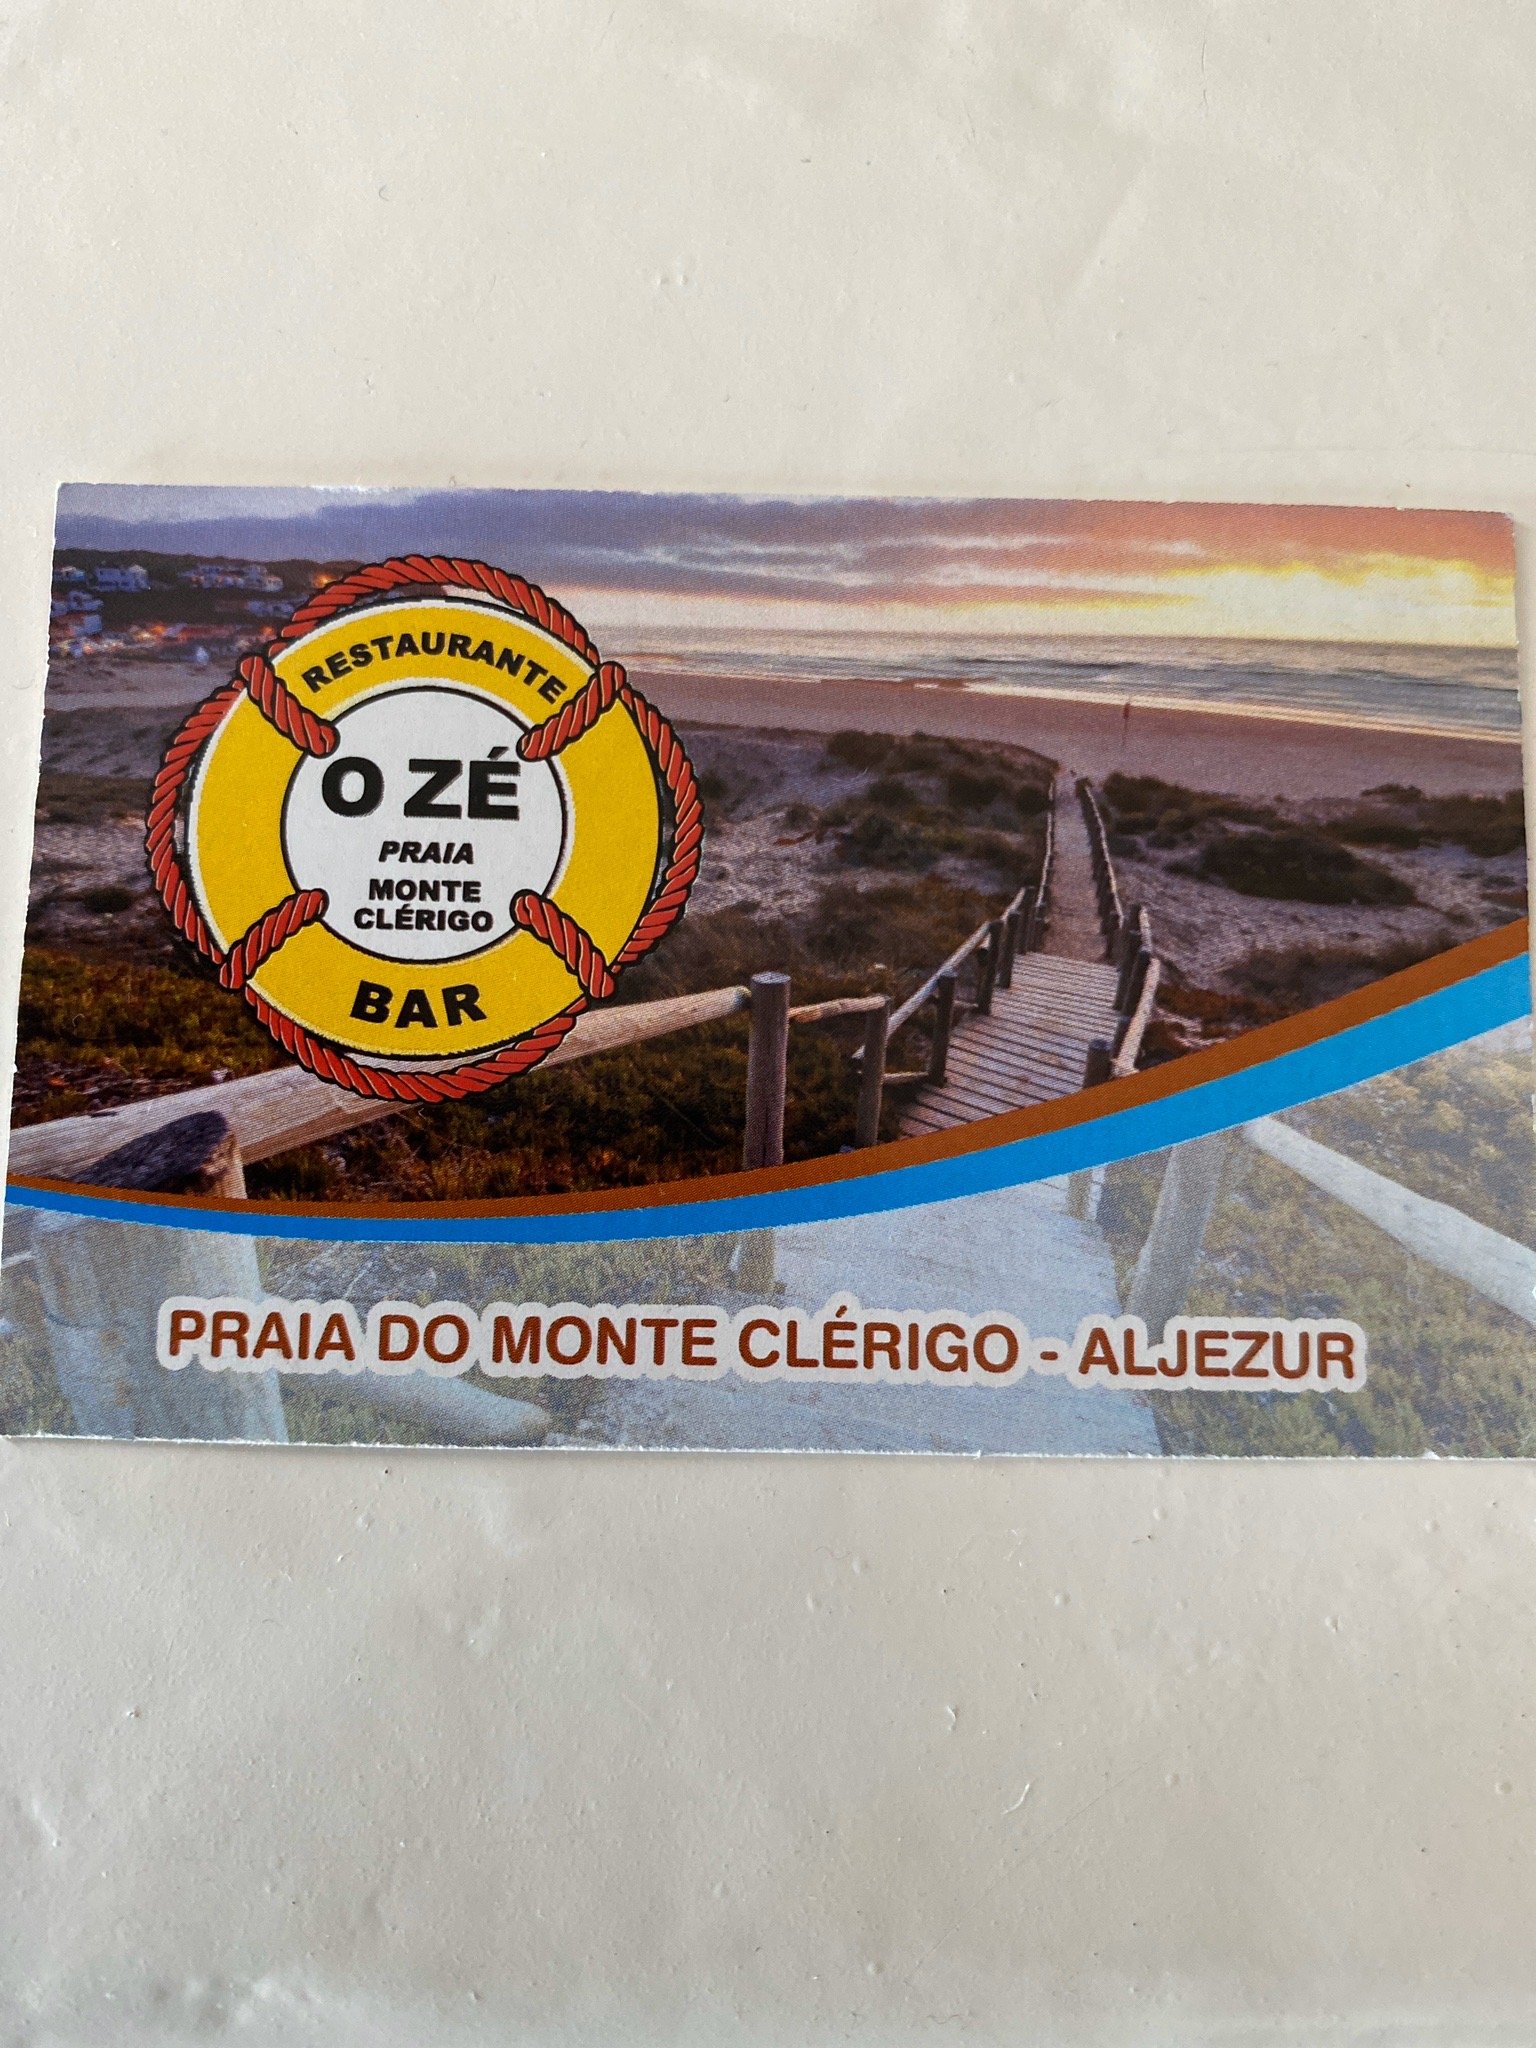 RESTAURANTE
O ZÉ
PRAIA
MONTE
CLÉRIGO
BAR
PRAIA DO MONTE CLÉRIGO - ALJEZUR